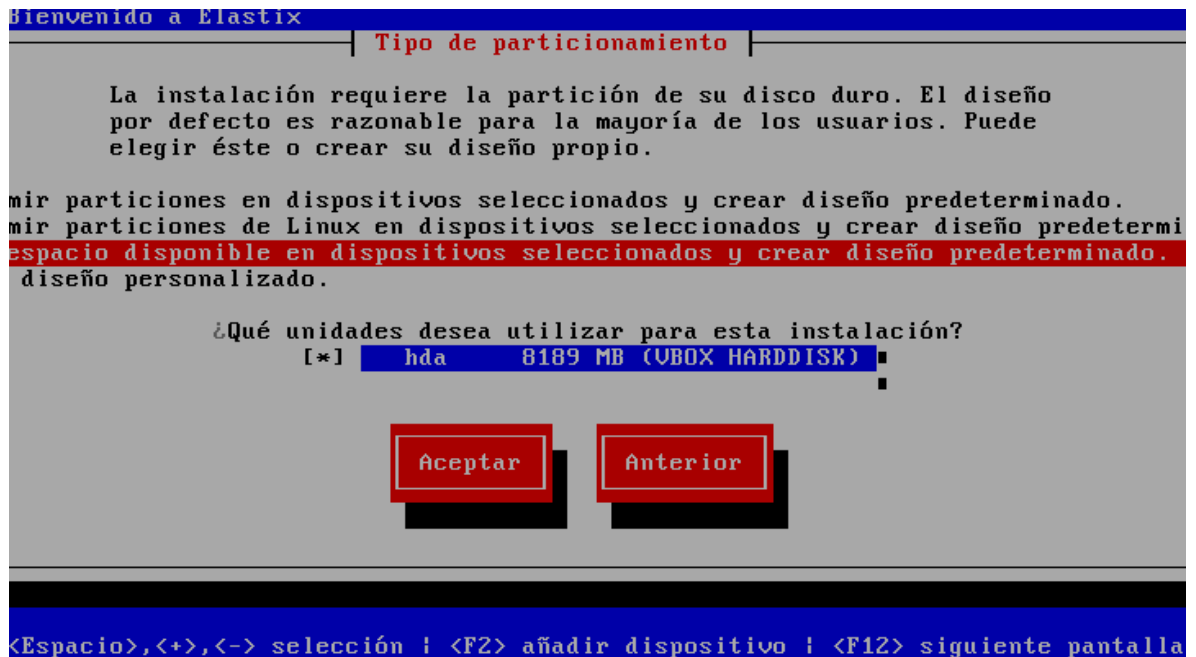 Bienvenido a Elastix
Tipo de particionamiento
La instalación requiere la partición de su disco duro. El diseño
por defecto es razonable para la mayoría de los usuarios. Puede
elegir éste o crear su diseño propio.
mir particiones en dispositivos seleccionados y crear diseño predeterminado.
mir particiones de Linux en dispositivos seleccionados y crear diseño predetermi
espacio disponible en dispositivos seleccionados y crear diseño predeterminado.
diseño personalizado.
¿Qué unidades desea utilizar para esta instalación?
[*] hda 8189 MB (VBOX HARDDISK)
Aceptar Anterior
<Espacio>,<+>,<-> selección | <F2> añadir dispositivo | <F12> siguiente pantalla